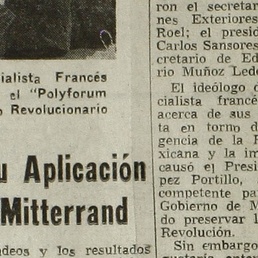 cialista Francés
el "Polyforum
o Revolucionario
u Aplicación
Mitterrand
deos y los resultados
ron el secretar
nes Exteriores
Roel; el presid
Carlos Sansores
cretario de Ed
rio Muñoz Lede
El ideólogo d
cialista francé
acerca de sus
ta en torno d
gencia de la R
xicana y la im
causó el Presi
pez Portillo,
competente pa
Gobierno de M
do preservar l
Revolución.
Sin embargo